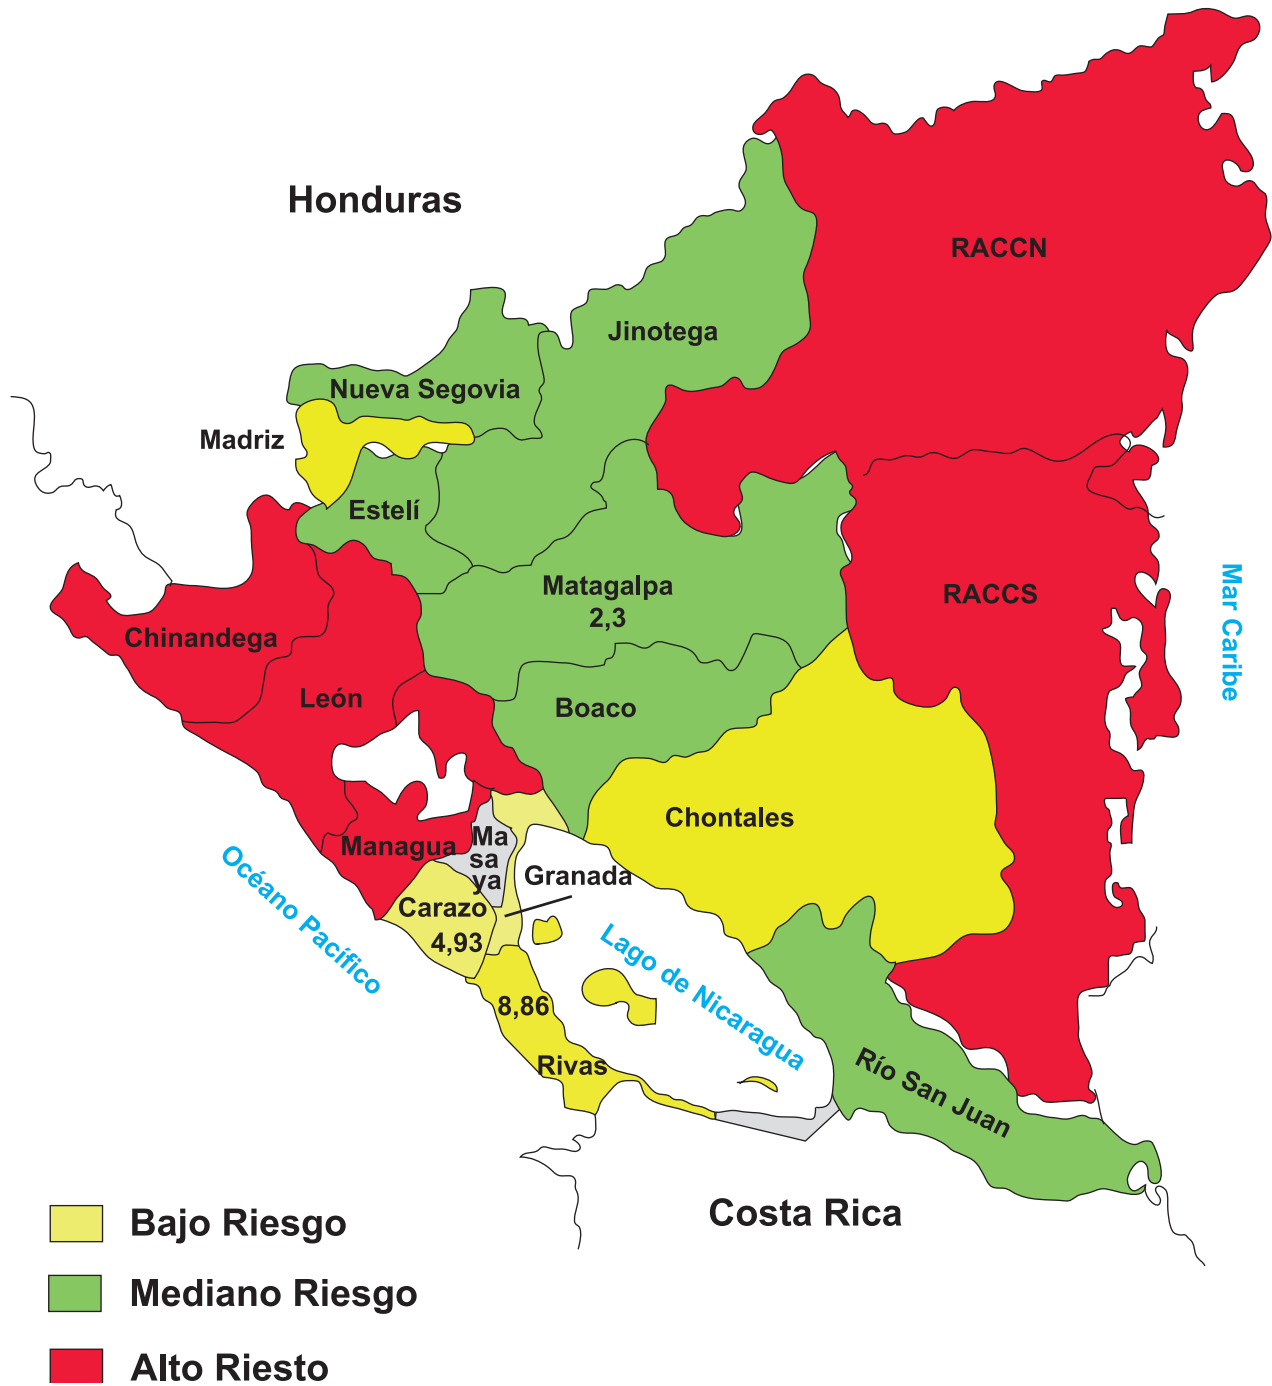 Honduras
RACCN
Jinotega
Nueva Segovia
Madriz
Estelí
Matagalpa
2,3
RACCS
Mar Caribe
Chinandega
León
Boaco
Chontales
Managua
Ma
sa
ya
Granada
Carazo
4,93
Océano Pacífico
Lago de Nicaragua
8,86
Rivas
Río San Juan
Costa Rica
Bajo Riesgo
Mediano Riesgo
Alto Riesto